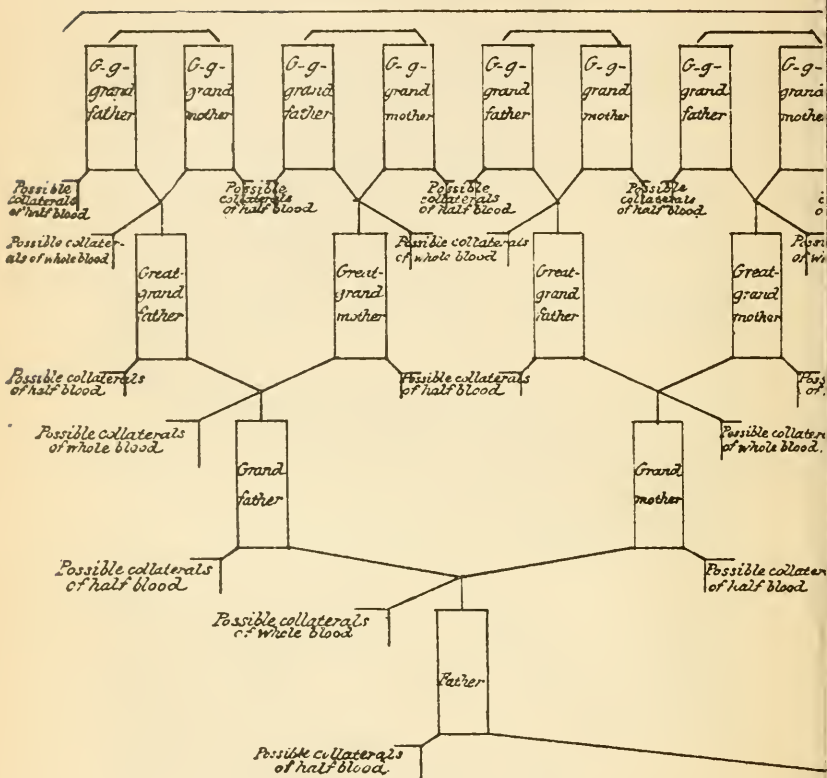 G-g-
grand
father
G-g-
grand
mother
G-g-
grand
father
G-g-
grand
mother
G-g-
grand
father
G-g-
grand
mother
G-g-
grand
father
G-g-
grand
mother
Possible
collaterals
of half blood
Possible
collaterals
of half blood
Possible
collaterals
of half blood
Possible
collaterals
of half blood
Possible collater-
als of whole blood
Possible collaterals
of whole blood
Great-
grand
father
Great-
grand
mother
Great-
grand
father
Great-
grand
mother
Possible collaterals
of half blood
Possible collaterals
of half blood
Possible collaterals
of whole blood
Possible
of whole blood.
Grand
father
Grand
mother
Possible collaterals
of half blood
Possible
of half blood
Possible collaterals
of whole blood
Father
Possible collaterals
of half blood